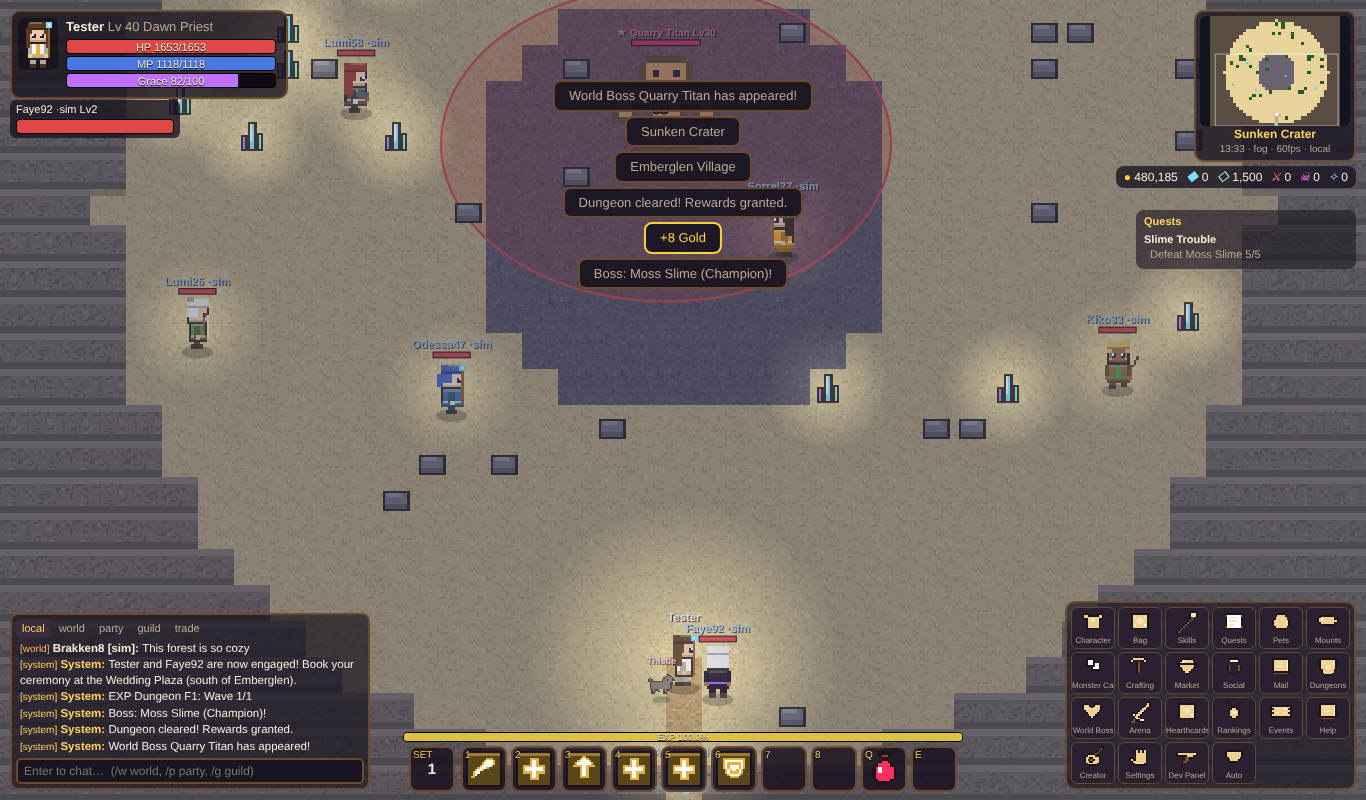 Tester Lv 40 Dawn Priest
HP 1653/1653
MP 1118/1118
Grace 82/100
Faye92 ·sim Lv2
Lumi58 ·sim
★ Quarry Titan Lv30
World Boss Quarry Titan has appeared!
Sunken Crater
Emberglen Village
Sorrel27 ·sim
Dungeon cleared! Rewards granted.
+8 Gold
Boss: Moss Slime (Champion)!
Sunken Crater
13:33 · fog · 60fps · local
480,185 0 1,500 0 0 0
Quests
Slime Trouble
Defeat Moss Slime 5/5
Lumi26 ·sim
Odessa47 ·sim
Kiko33 ·sim
Tester
Faye92 ·sim
Thistle
local world party guild trade
[world] Brakken8 [sim]: This forest is so cozy
[system] System: Tester and Faye92 are now engaged! Book your
ceremony at the Wedding Plaza (south of Emberglen).
[system] System: EXP Dungeon F1: Wave 1/1
[system] System: Boss: Moss Slime (Champion)!
[system] System: Dungeon cleared! Rewards granted.
[system] System: World Boss Quarry Titan has appeared!
Enter to chat… (/w world, /p party, /g guild)
EXP 100.0%
SET 1 2 3 4 5 6 7 8 Q E
1
Character Bag Skills Quests Pets Mounts
Monster Ca Crafting Market Social Mail Dungeons
World Boss Arena Hearthcards Rankings Events Help
Creator Settings Dev Panel Auto